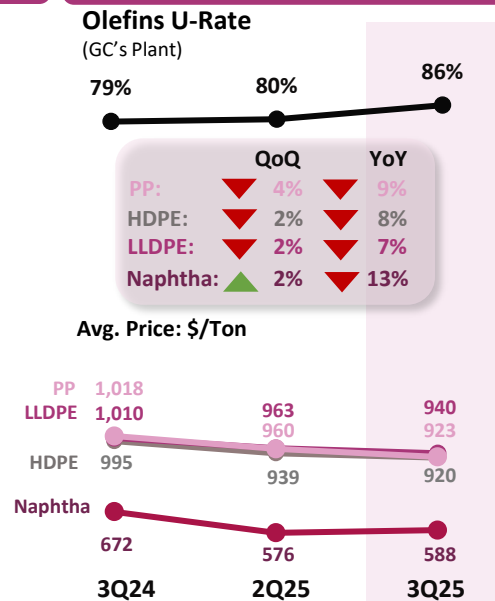 Olefins U-Rate
(GC's Plant)
79% 80% 86%
QoQ YoY
PP: 4% 9%
HDPE: 2% 8%
LLDPE: 2% 7%
Naphtha: 2% 13%
Avg. Price: $/Ton
PP 1,018
LLDPE 1,010 963 940
960 923
HDPE 995 939 920
Naphtha
672 576 588
3Q24 2Q25 3Q25